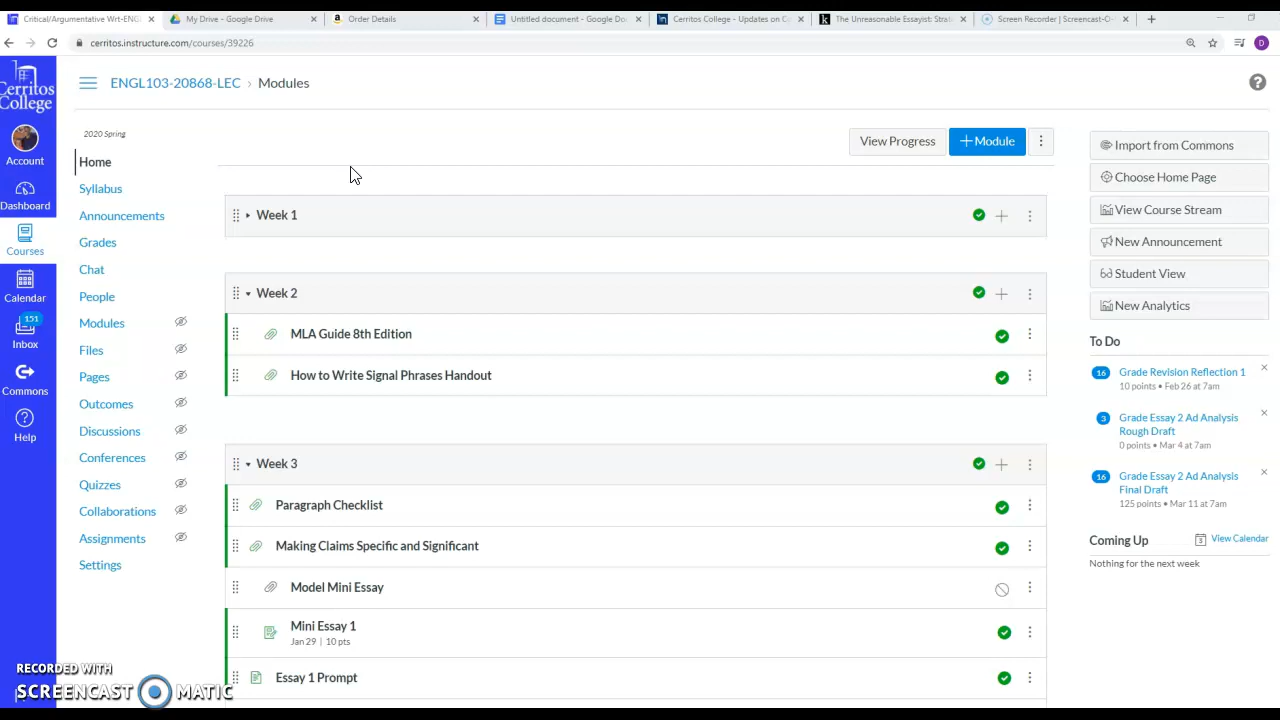 Critical/Argumentative Wrt-ENG
My Drive - Google Drive
Order Details
Untitled document - Google Do
Cerritos College - Updates on C
The Unreasonable Essayist: Strat
Screen Recorder | Screencast-O
cerritos.instructure.com/courses/39226
Cerritos College
Account
Dashboard
Courses
Calendar
151
Inbox
Commons
Help
ENGL103-20868-LEC › Modules
2020 Spring
Home
Syllabus
Announcements
Grades
Chat
People
Modules
Files
Pages
Outcomes
Discussions
Conferences
Quizzes
Collaborations
Assignments
Settings
View Progress
+ Module
Week 1
Week 2
MLA Guide 8th Edition
How to Write Signal Phrases Handout
Week 3
Paragraph Checklist
Making Claims Specific and Significant
Model Mini Essay
Mini Essay 1
Jan 29 | 10 pts
Essay 1 Prompt
Import from Commons
Choose Home Page
View Course Stream
New Announcement
Student View
New Analytics
To Do
16
Grade Revision Reflection 1
10 points • Feb 26 at 7am
3
Grade Essay 2 Ad Analysis
Rough Draft
0 points • Mar 4 at 7am
16
Grade Essay 2 Ad Analysis
Final Draft
125 points • Mar 11 at 7am
Coming Up
View Calendar
Nothing for the next week
RECORDED WITH
SCREENCAST MATIC